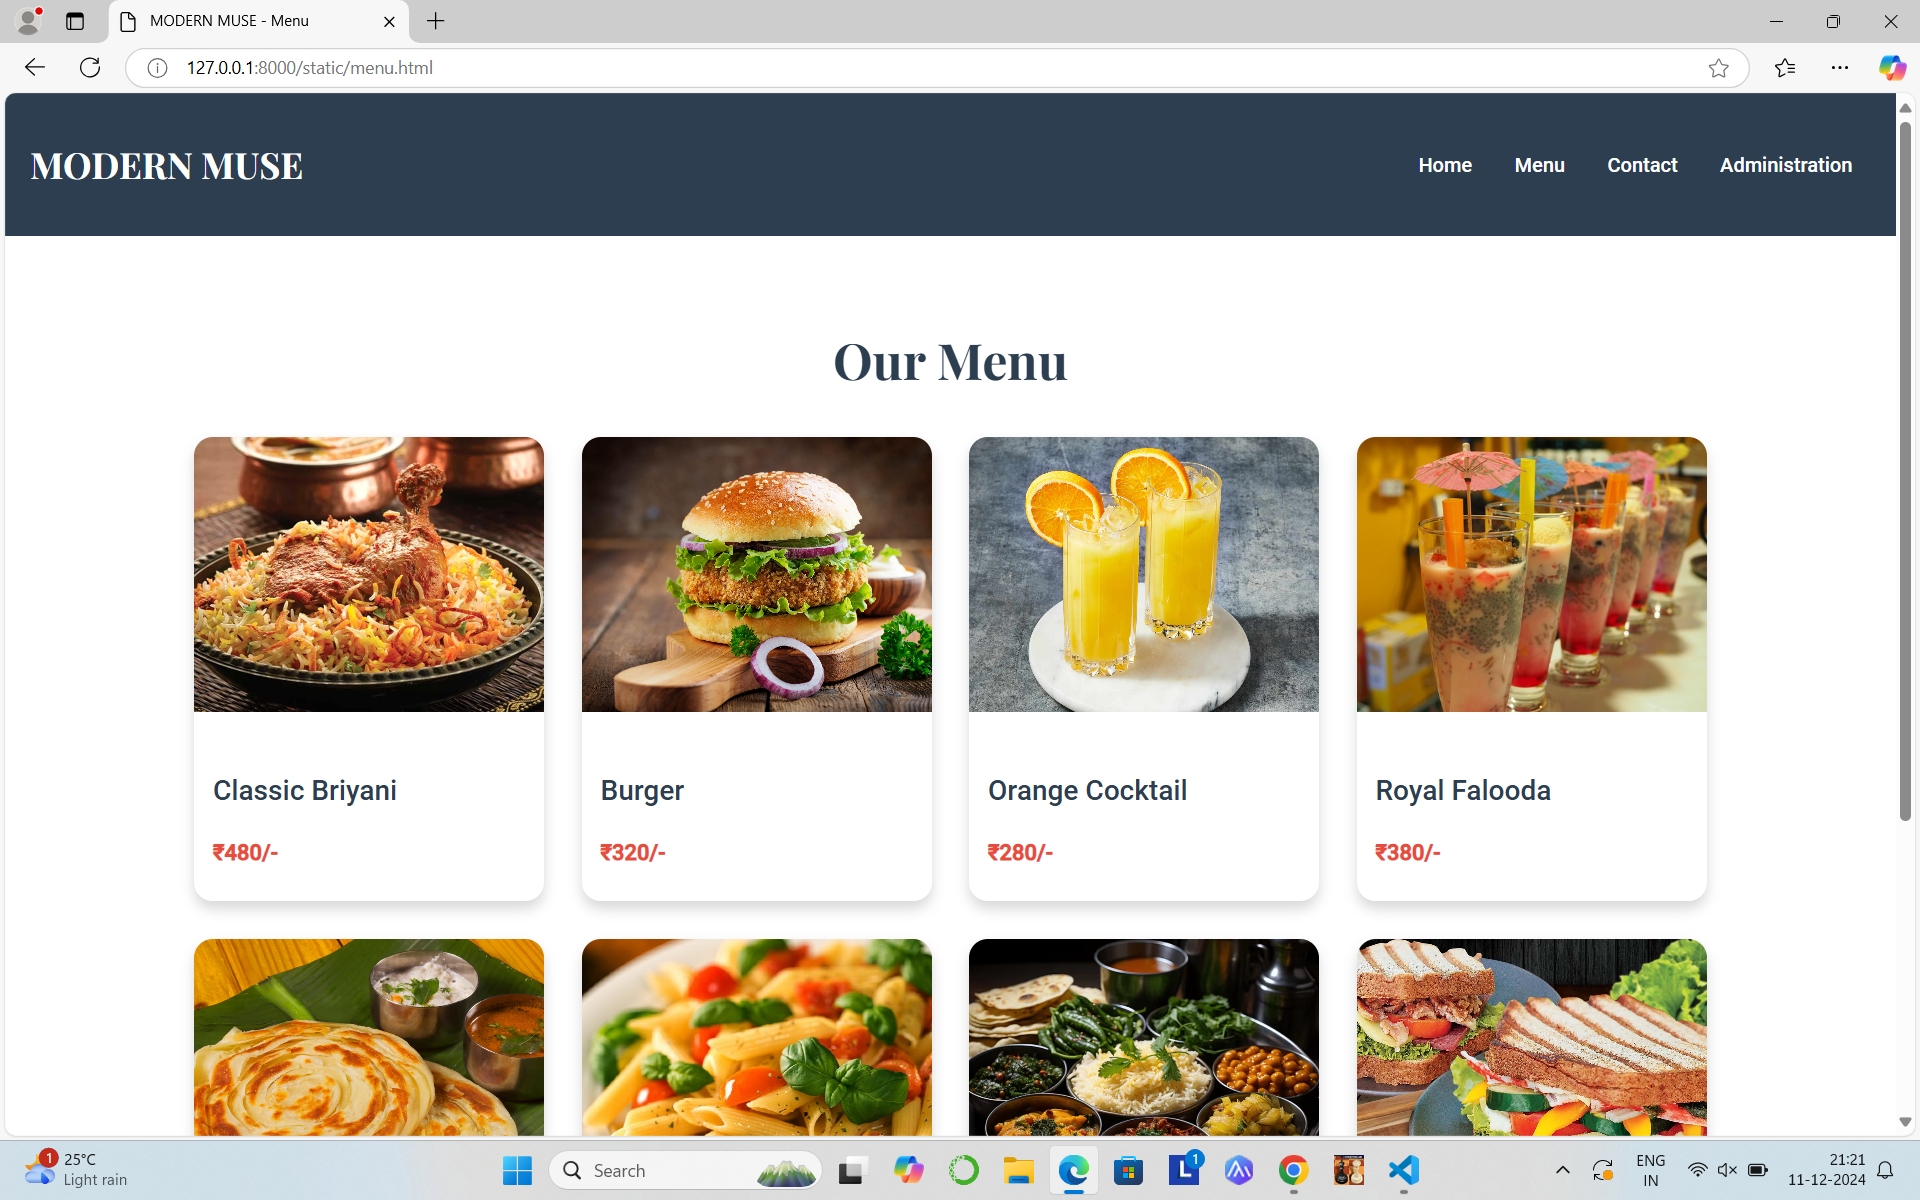 MODERN MUSE - Menu
127.0.0.1:8000/static/menu.html
MODERN MUSE
Home Menu Contact Administration
Our Menu
Classic Briyani Burger Orange Cocktail Royal Falooda
₹480/- ₹320/- ₹280/- ₹380/-
1 25°C
Light rain
Search
L 1
ENG
IN
21:21
11-12-2024